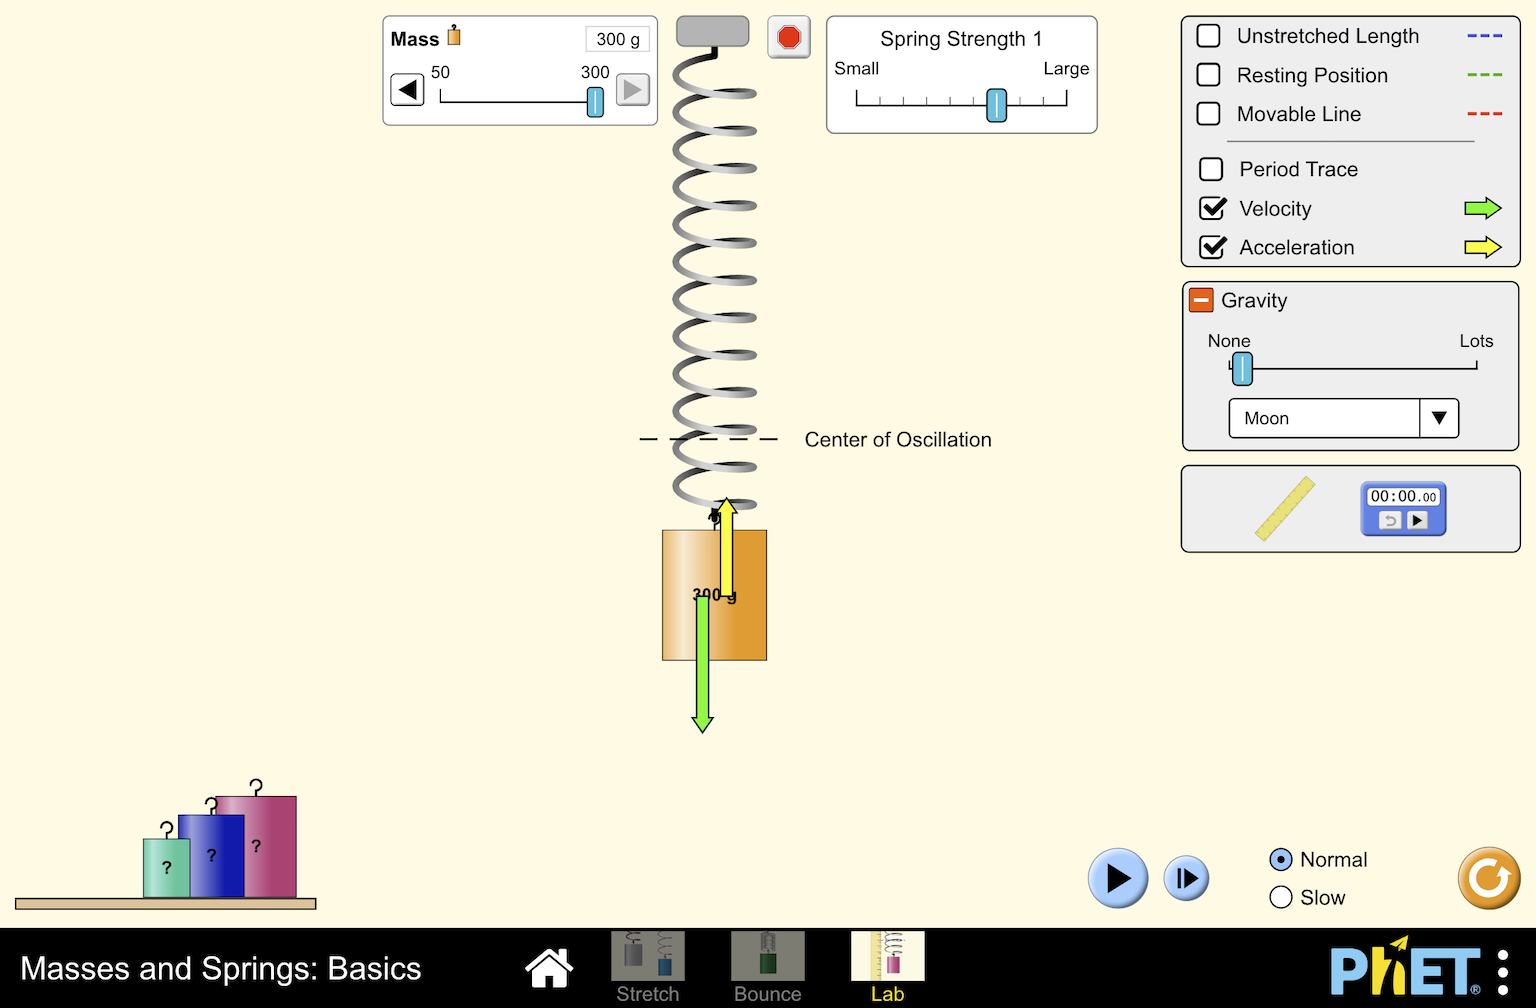 Mass
300 g
50
300
Spring Strength 1
Small
Large
Unstretched Length
Resting Position
Movable Line
Period Trace
Velocity
Acceleration
Gravity
None
Lots
Moon
Center of Oscillation
00:00.00
300 g
?
?
?
Normal
Slow
Masses and Springs: Basics
Stretch
Bounce
Lab
PhET®